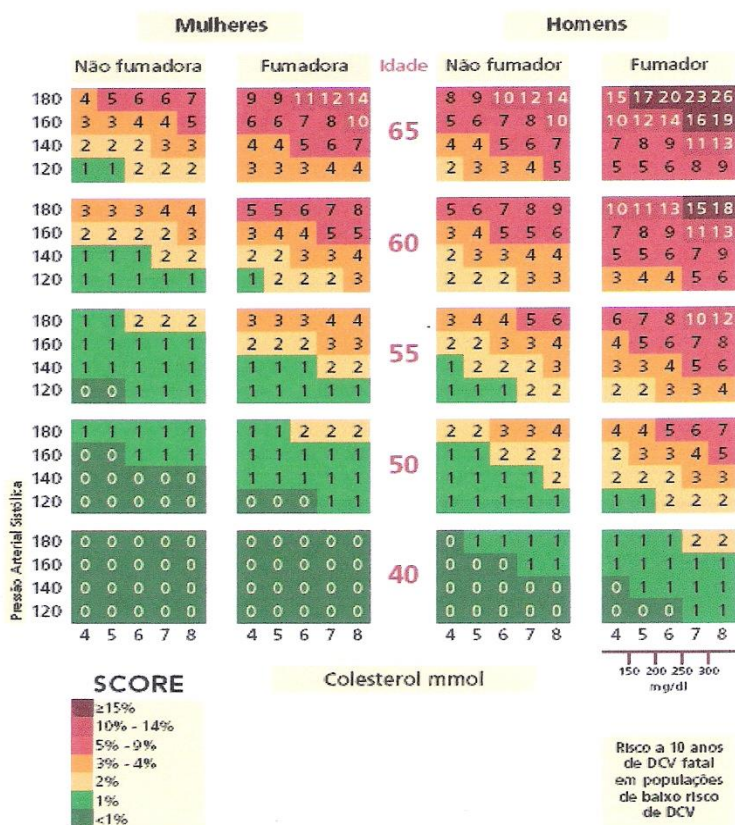 Mulheres Homens
Não fumadora Fumadora Idade Não fumador Fumador
180 4 5 6 6 7 9 9 11 12 14 8 9 10 12 14 15 17 20 23 26
160 3 3 4 4 5 6 6 7 8 10 5 6 7 8 10 10 12 14 16 19
65
140 2 2 2 3 3 4 4 5 6 7 4 4 5 6 7 7 8 9 11 13
120 1 1 2 2 2 3 3 3 4 4 2 3 3 4 5 5 5 6 8 9
180 3 3 3 4 4 5 5 6 7 8 5 6 7 8 9 10 11 13 15 18
160 2 2 2 2 3 3 4 4 5 5 3 4 5 5 6 7 8 9 11 13
60
140 1 1 1 2 2 2 2 3 3 4 2 3 3 4 4 5 5 6 7 9
120 1 1 1 1 1 1 2 2 2 3 2 2 2 3 3 3 4 4 5 6
180 1 1 2 2 2 3 3 3 4 4 3 4 4 5 6 6 7 8 10 12
160 1 1 1 1 1 2 2 2 3 3 2 2 3 3 4 4 5 6 7 8
55
140 1 1 1 1 1 1 1 1 2 2 1 2 2 2 3 3 3 4 5 6
120 0 0 1 1 1 1 1 1 1 1 1 1 1 2 2 2 2 3 3 4
180 1 1 1 1 1 1 1 2 2 2 2 2 3 3 4 4 4 5 6 7
160 0 0 1 1 1 1 1 1 1 1 1 1 2 2 2 2 3 3 4 5
50
140 0 0 0 0 0 1 1 1 1 1 1 1 1 1 2 2 2 2 3 3
120 0 0 0 0 0 0 0 0 1 1 1 1 1 1 1 1 1 2 2 2
180 0 0 0 0 0 0 0 0 0 0 0 1 1 1 1 1 1 1 2 2
160 0 0 0 0 0 0 0 0 0 0 0 0 0 1 1 1 1 1 1 1
40
140 0 0 0 0 0 0 0 0 0 0 0 0 0 0 0 0 1 1 1 1
120 0 0 0 0 0 0 0 0 0 0 0 0 0 0 0 0 0 0 1 1
4 5 6 7 8 4 5 6 7 8 4 5 6 7 8 4 5 6 7 8
Pressão Arterial Sistólica
150 200 250 300
mg/dl
Colesterol mmol
SCORE
≥15%
10% - 14%
5% - 9%
3% - 4%
2%
1%
<1%
Risco a 10 anos
de DCV fatal
em populações
de baixo risco
de DCV